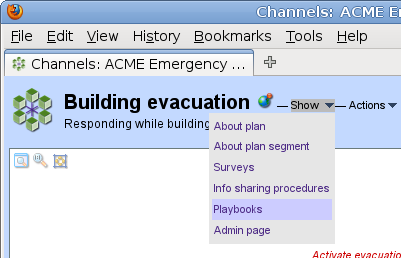 Channels: ACME E
File Edit View History Bookmarks Tools Help
Channels: ACME Emergency ...
Building evacuation — Show — Actions
Responding while building
About plan
About plan segment
Surveys
Info sharing procedures
Playbooks
Admin page
Activate evacuatio